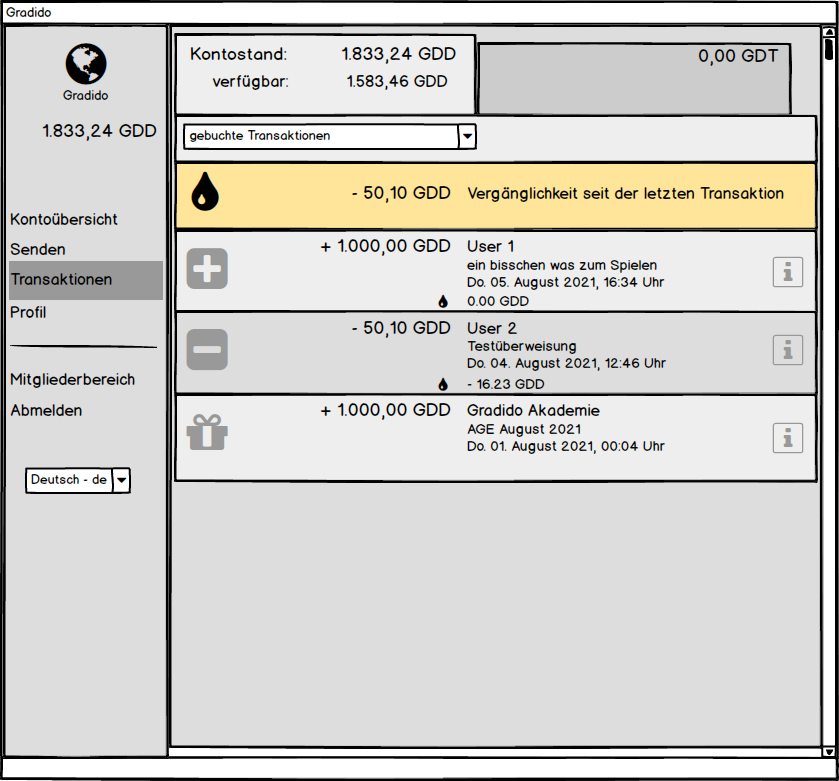 Gradido
Gradido
1.833,24 GDD
Kontoübersicht
Senden
Transaktionen
Profil
Mitgliederbereich
Abmelden
Deutsch - de
Kontostand: 1.833,24 GDD
verfügbar: 1.583,46 GDD
0,00 GDT
gebuchte Transaktionen
- 50,10 GDD Vergänglichkeit seit der letzten Transaktion
+ 1.000,00 GDD User 1
ein bisschen was zum Spielen
Do. 05. August 2021, 16:34 Uhr
0.00 GDD
- 50,10 GDD User 2
Testüberweisung
Do. 04. August 2021, 12:46 Uhr
- 16.23 GDD
+ 1.000,00 GDD Gradido Akademie
AGE August 2021
Do. 01. August 2021, 00:04 Uhr